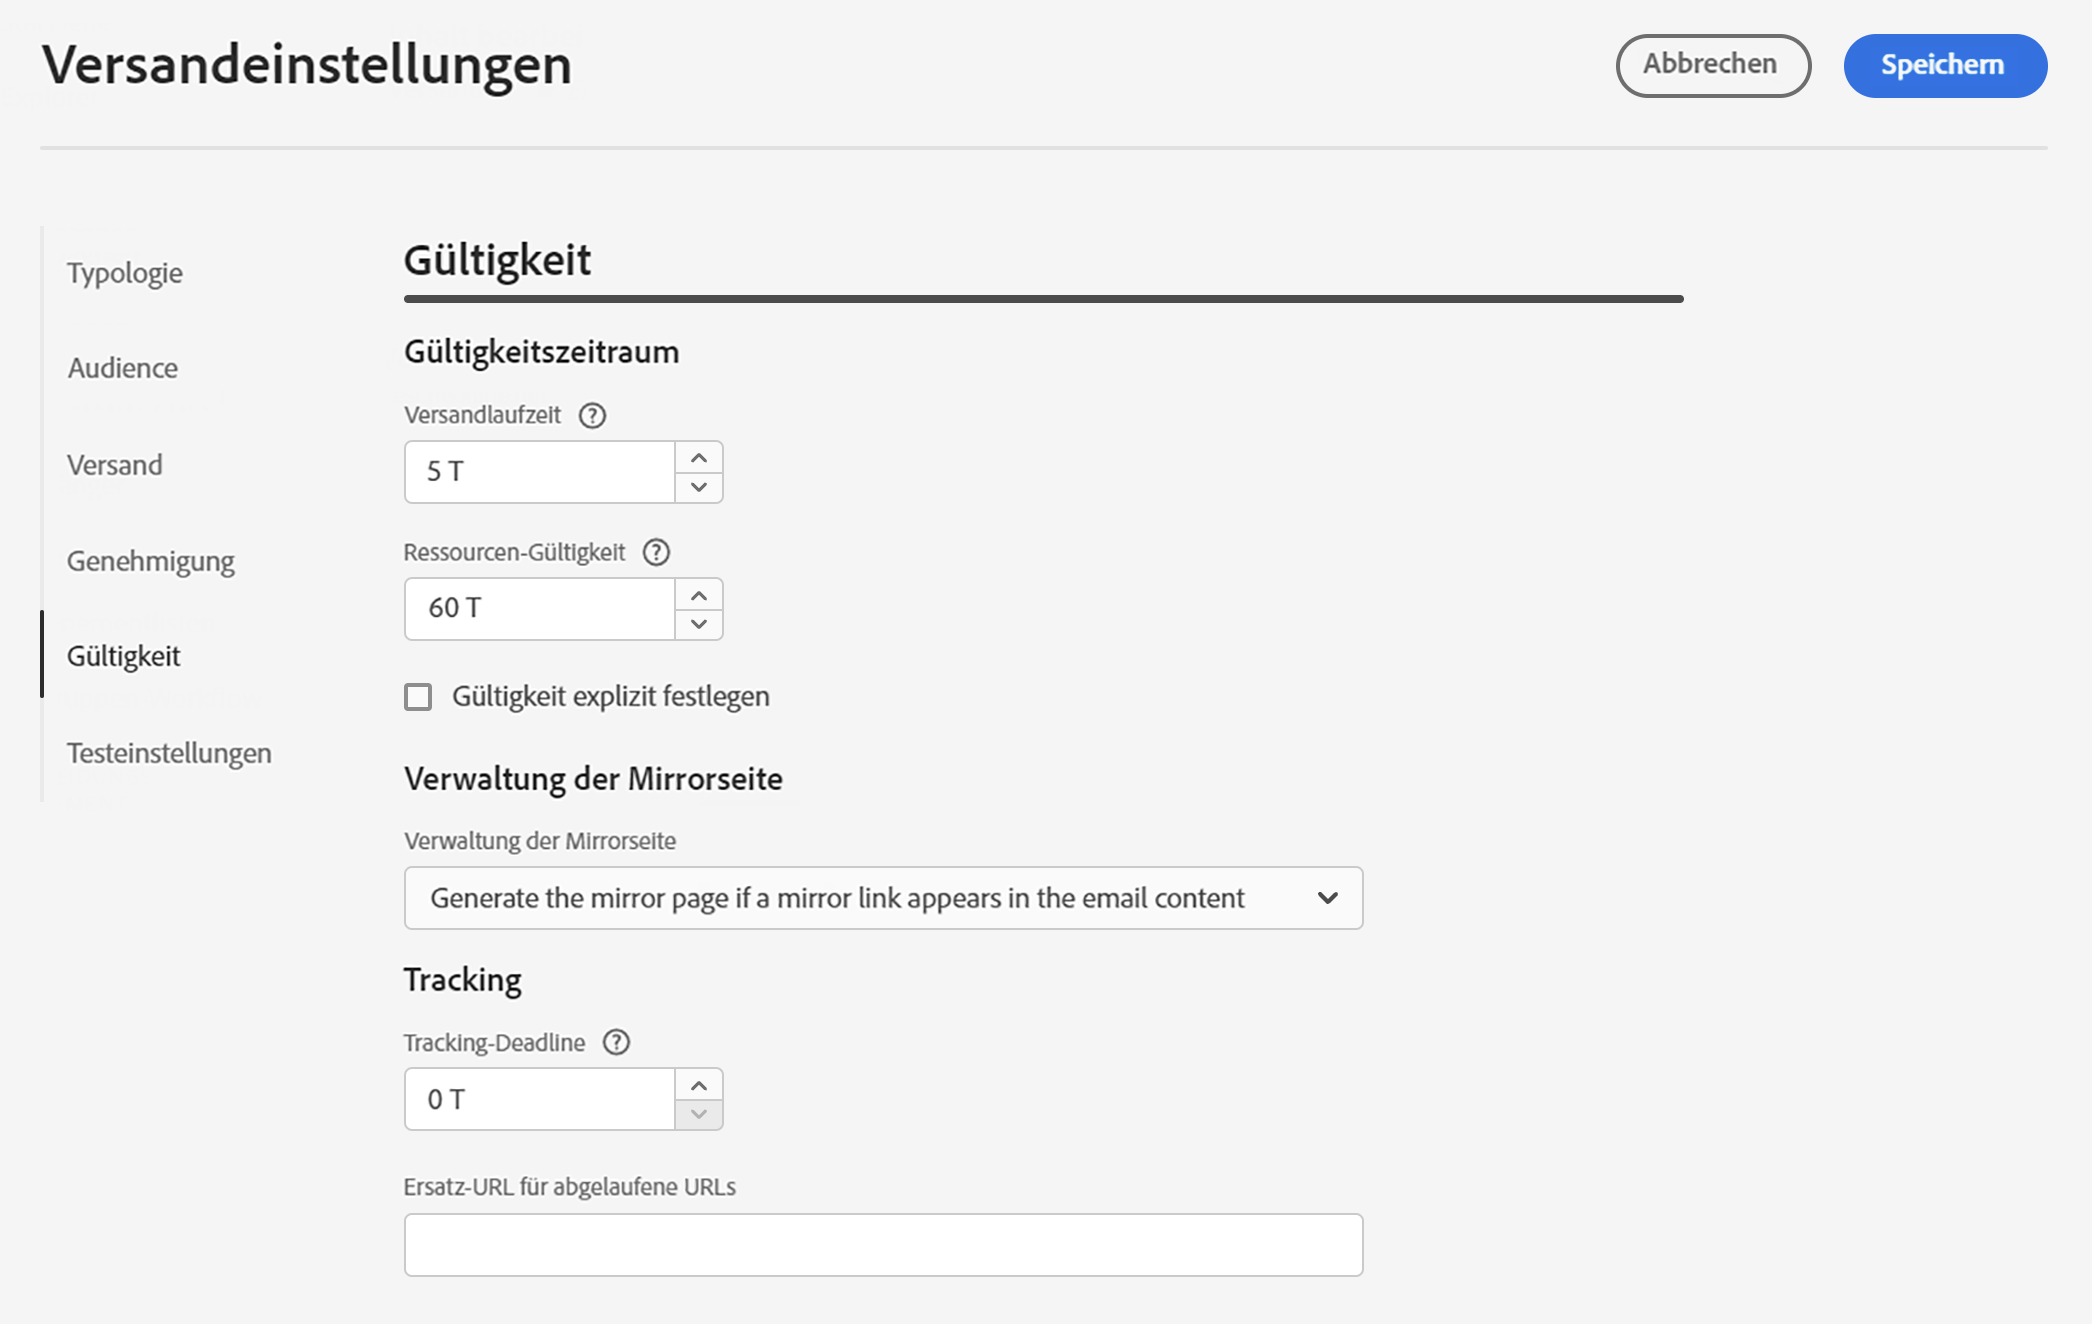 Versandeinstellungen
Abbrechen
Speichern
Typologie
Audience
Versand
Genehmigung
Gültigkeit
Testeinstellungen
Gültigkeit
Gültigkeitszeitraum
Versandlaufzeit ?
5 T
Ressourcen-Gültigkeit ?
60 T
Gültigkeit explizit festlegen
Verwaltung der Mirrorseite
Verwaltung der Mirrorseite
Generate the mirror page if a mirror link appears in the email content
Tracking
Tracking-Deadline ?
0 T
Ersatz-URL für abgelaufene URLs